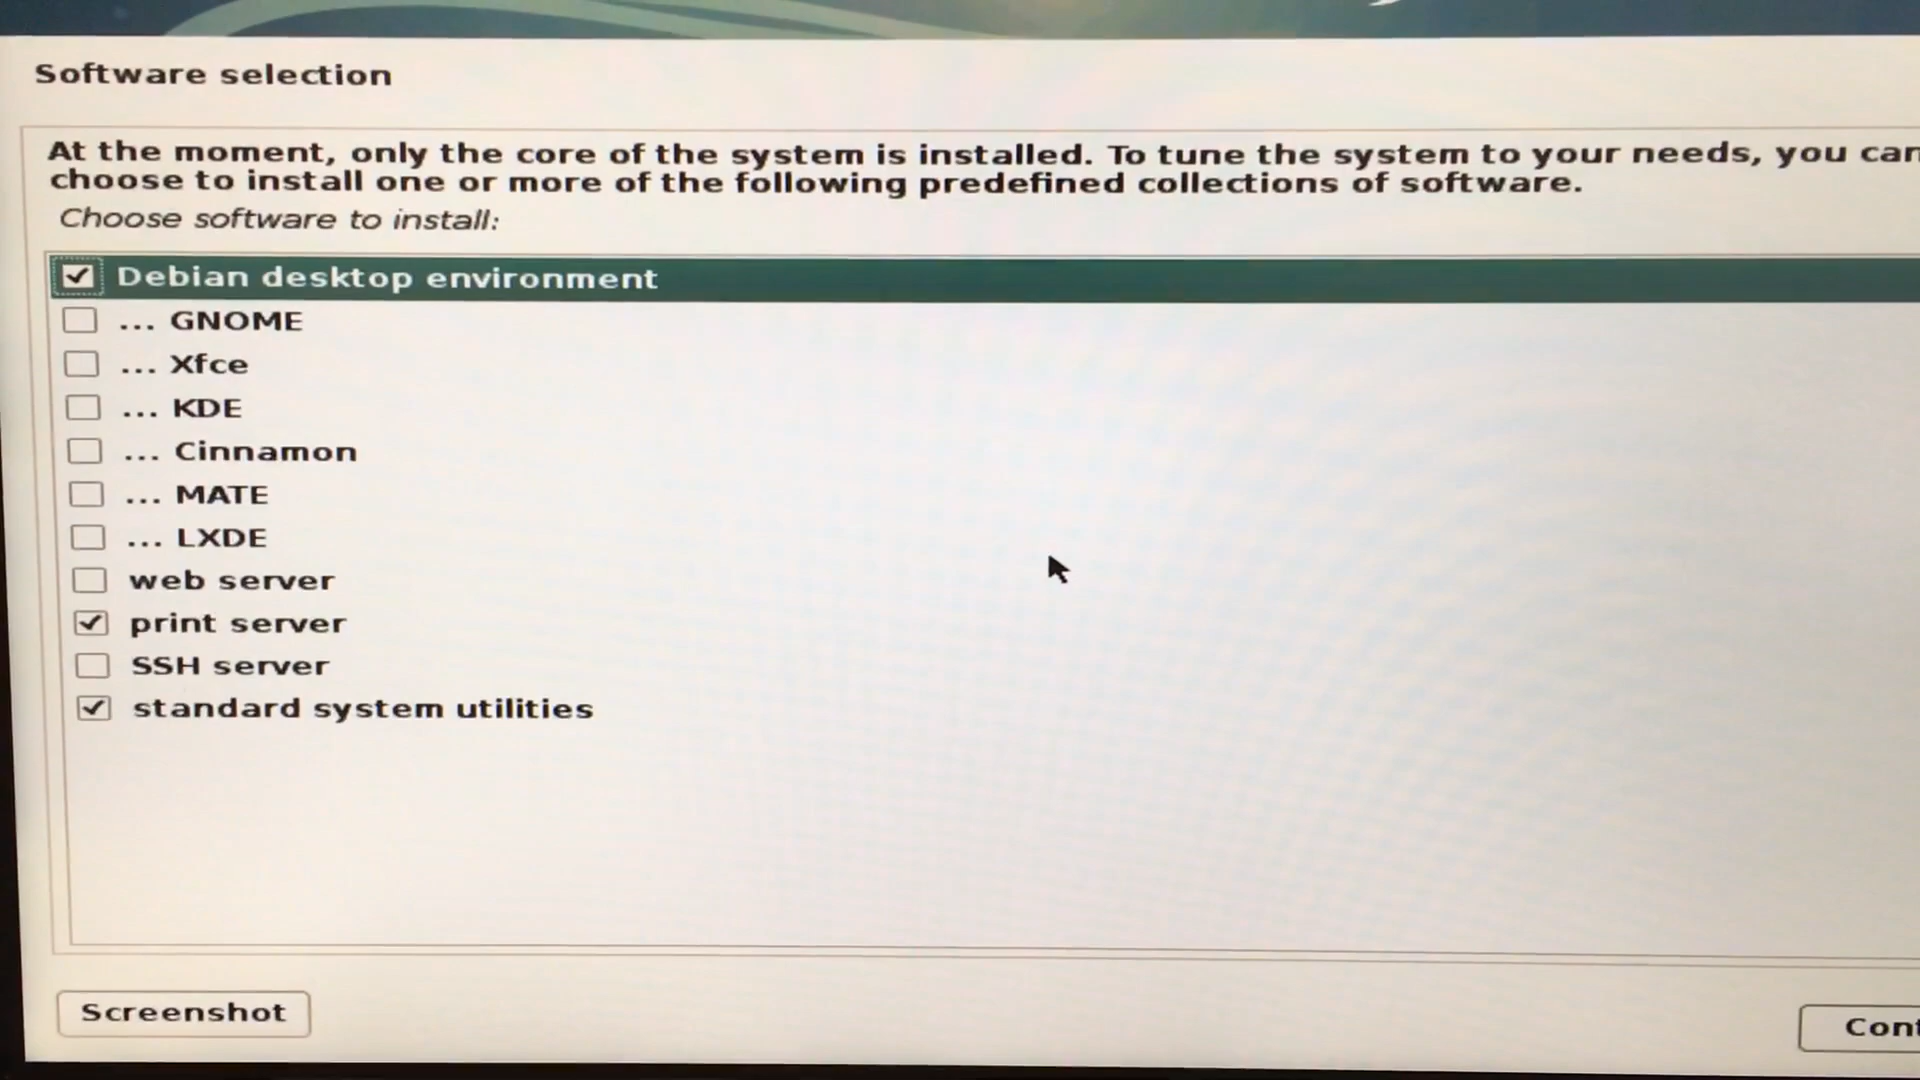 Software selection
At the moment, only the core of the system is installed. To tune the system to your needs, you can
choose to install one or more of the following predefined collections of software.
Choose software to install:
Debian desktop environment
... GNOME
... Xfce
... KDE
... Cinnamon
... MATE
... LXDE
web server
print server
SSH server
standard system utilities
Screenshot
Cont